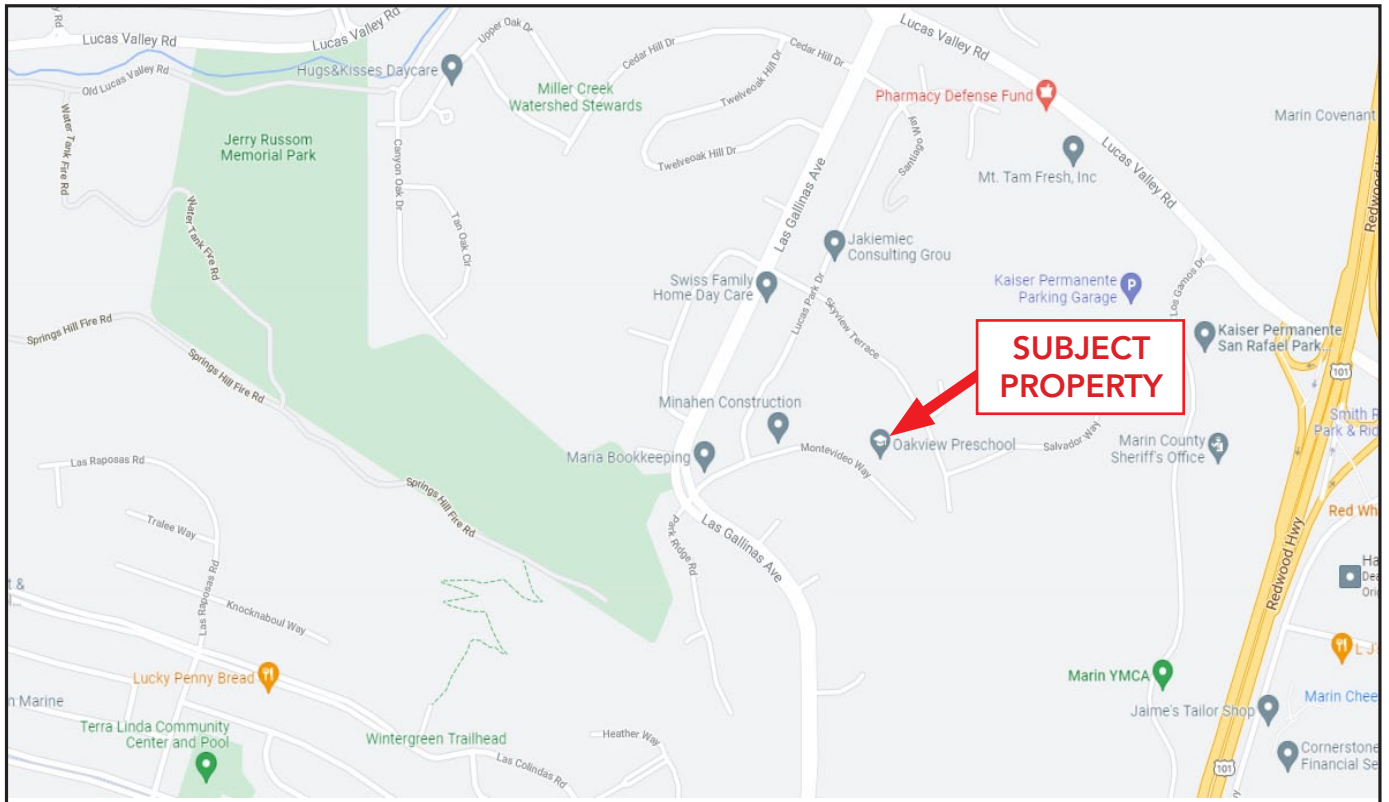 Lucas Valley Rd
Lucas Valley Rd
Lucas Valley Rd
Old Lucas Valley Rd
Hugs&Kisses Daycare
Upper Oak Dr
Cedar Hill Dr
Cedar Hill Dr
Miller Creek
Watershed Stewards
Twelveoak Hill Dr
Twelveoak Hill Dr
Pharmacy Defense Fund
Marin Covenant
Water Tank Fire Rd
Jerry Russom
Memorial Park
Canyon Oak Dr
Santiago Way
Lucas Valley Rd
Mt. Tam Fresh, Inc
Redwood
Las Gallinas Ave
Tan Oak Cir
Water Tank Fire Rd
Jakiemiec
Consulting Grou
Swiss Family
Home Day Care
Kaiser Permanente
Parking Garage
Los Gamos Dr
Lucas Park Dr
Skyview Terrace
Springs Hill Fire Rd
SUBJECT
PROPERTY
Kaiser Permanente
San Rafael Park...
101
Springs Hill Fire Rd
Minahen Construction
Smith R
Park & Rid
Oakview Preschool
Salvador Way
Marin County
Sheriff's Office
Maria Bookkeeping
Montevideo Way
Las Raposas Rd
Springs Hill Fire Rd
Red Wh
Las Gallinas Ave
Park Ridge Rd
Tralee Way
Redwood Hwy
Ha
Dea
Orig
t &
l...
Las Raposas Rd
Knocknaboul Way
L J's
Lucky Penny Bread
Marin YMCA
n Marine
Jaime's Tailor Shop
Marin Chee
Terra Linda Community
Center and Pool
Wintergreen Trailhead
Heather Way
Las Colindas Rd
Cornerstone
Financial Se
101